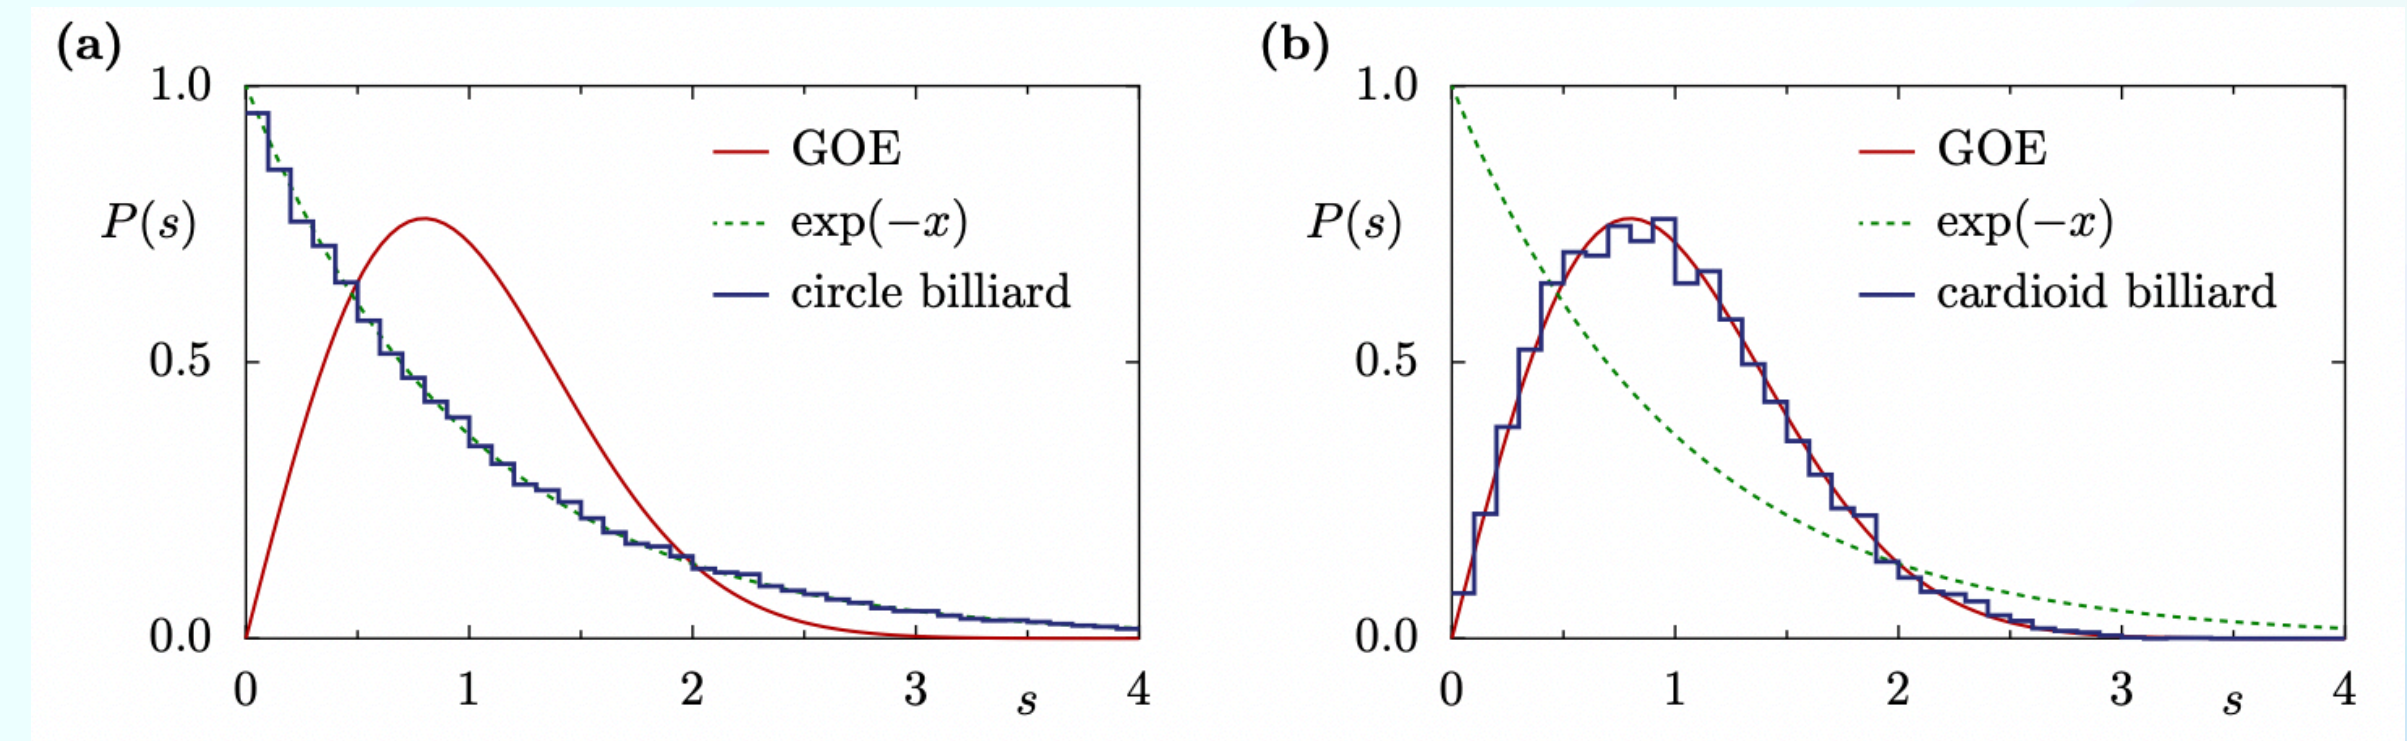 (a)
1.0
GOE
P(s)
exp(−x)
circle billiard
0.5
0.0
0 1 2 3 s 4
(b)
1.0
GOE
P(s)
exp(−x)
cardioid billiard
0.5
0.0
0 1 2 3 s 4